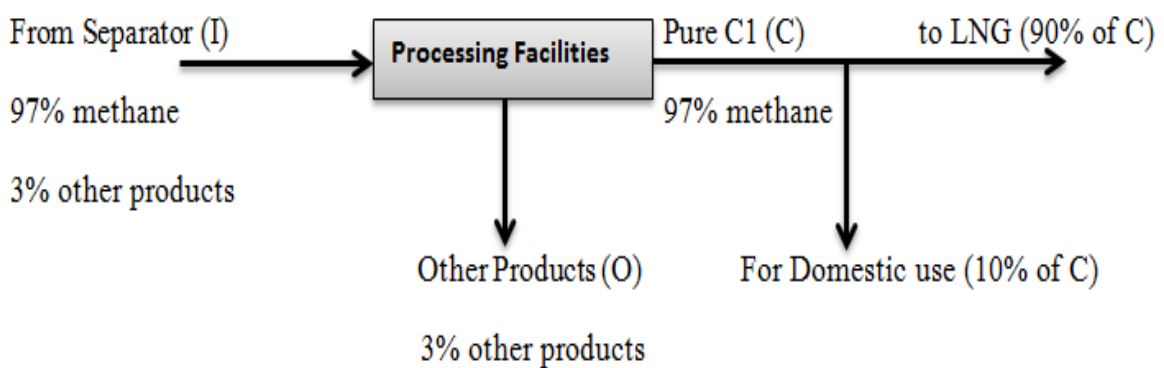 From Separator (I)
Processing Facilities
Pure C1 (C)
to LNG (90% of C)
97% methane
97% methane
3% other products
Other Products (O)
For Domestic use (10% of C)
3% other products